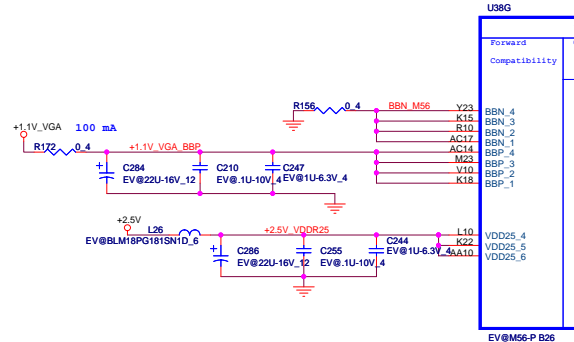 U38G
Forward
Compatibility
R156 0_4 BBN_M56 Y23 BBN_4
K15 BBN_3
R10 BBN_2
AC17 BBN_1
+1.1V_VGA 100 mA
R172 0_4 +1.1V_VGA_BBP AC14 BBP_4
M23 BBP_3
V10 BBP_2
K18 BBP_1
C284 C210 C247
EV@22U-16V_12 EV@.1U-10V_4 EV@1U-6.3V_4
+2.5V
L26 +2.5V_VDDR25 L10 VDD25_4
EV@BLM18PG181SN1D_6 K22 VDD25_5
AA10 VDD25_6
C286 C255 C244
EV@22U-16V_12 EV@.1U-10V_4 EV@1U-6.3V_4
EV@M56-P B26